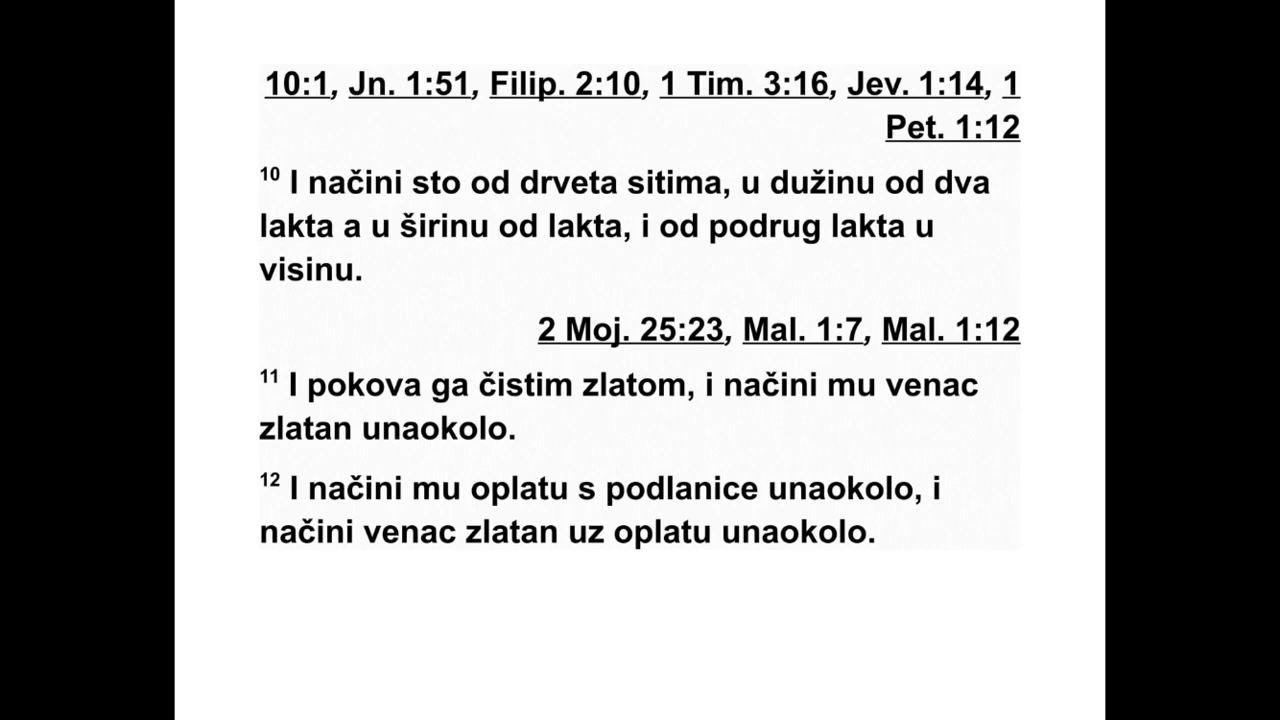 10:1, Jn. 1:51, Filip. 2:10, 1 Tim. 3:16, Jev. 1:14, 1
Pet. 1:12
10 I načini sto od drveta sitima, u dužinu od dva
lakta a u širinu od lakta, i od podrug lakta u
visinu.
2 Moj. 25:23, Mal. 1:7, Mal. 1:12
11 I pokova ga čistim zlatom, i načini mu venac
zlatan unaokolo.
12 I načini mu oplatu s podlanice unaokolo, i
načini venac zlatan uz oplatu unaokolo.